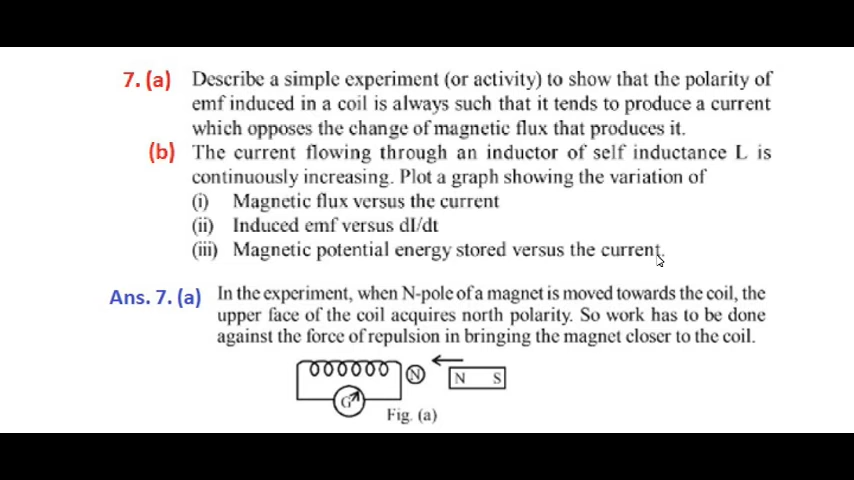 7. (a) Describe a simple experiment (or activity) to show that the polarity of
emf induced in a coil is always such that it tends to produce a current
which opposes the change of magnetic flux that produces it.
(b) The current flowing through an inductor of self inductance L is
continuously increasing. Plot a graph showing the variation of
(i) Magnetic flux versus the current
(ii) Induced emf versus dI/dt
(iii) Magnetic potential energy stored versus the current.
Ans. 7. (a) In the experiment, when N-pole of a magnet is moved towards the coil, the
upper face of the coil acquires north polarity. So work has to be done
against the force of repulsion in bringing the magnet closer to the coil.
N N S
G
Fig. (a)